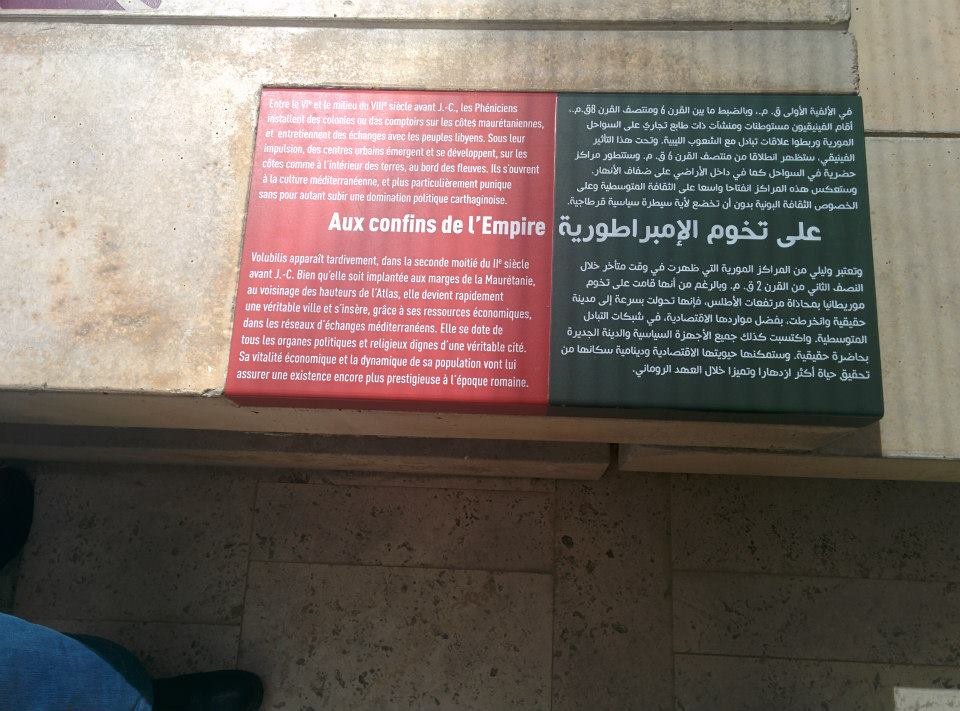 Entre le VIᵉ et le milieu du VIIIᵉ siècle avant J.-C., les Phéniciens
installent des colonies ou des comptoirs sur les côtes maurétaniennes,
et entretiennent des échanges avec les peuples libyens. Sous leur
impulsion, des centres urbains émergent et se développent, sur les
côtes comme à l'intérieur des terres, au bord des fleuves. Ils s'ouvrent
à la culture méditerranéenne, et plus particulièrement punique
sans pour autant subir une domination politique carthaginoise.
Aux confins de l'Empire
Volubilis apparaît tardivement, dans la seconde moitié du IIᵉ siècle
avant J.-C. Bien qu'elle soit implantée aux marges de la Maurétanie,
au voisinage des hauteurs de l'Atlas, elle devient rapidement
une véritable ville et s'insère, grâce à ses ressources économiques,
dans les réseaux d'échanges méditerranéens. Elle se dote de
tous les organes politiques et religieux dignes d'une véritable cité.
Sa vitalité économique et la dynamique de sa population vont lui
assurer une existence encore plus prestigieuse à l'époque romaine.
في الألفية الأولى ق. م.، وبالضبط ما بين القرن 6 ومنتصف القرن 8ق.م.،
أقام الفينيقيون مستوطنات ومنشآت ذات طابع تجاري على السواحل
المورية وربطوا علاقات تبادل مع الشعوب الليبية. وتحت هذا التأثير
الفينيقي، ستظهر انطلاقا من منتصف القرن 6 ق. م. وستتطور مراكز
حضرية في السواحل كما في داخل الأراضي على ضفاف الأنهار.
وستعكس هذه المراكز انفتاحا واسعا على الثقافة المتوسطية وعلى
الخصوص الثقافة البونية بدون أن تخضع لأية سيطرة سياسية قرطاجية.
على تخوم الإمبراطورية
وتعتبر وليلي من المراكز المورية التي ظهرت في وقت متأخر خلال
النصف الثاني من القرن 2 ق. م. وبالرغم من أنها قامت على تخوم
موريطانيا بمحاذاة مرتفعات الأطلس، فإنها تحولت بسرعة إلى مدينة
حقيقية وانخرطت، بفضل مواردها الاقتصادية، في شبكات التبادل
المتوسطية. واكتسبت كذلك جميع الأجهزة السياسية والدينة الجديرة
بحاضرة حقيقية. وستمكنها حيويتها الاقتصادية ودينامية سكانها من
تحقيق حياة أكثر ازدهارا وتميزا خلال العهد الروماني.